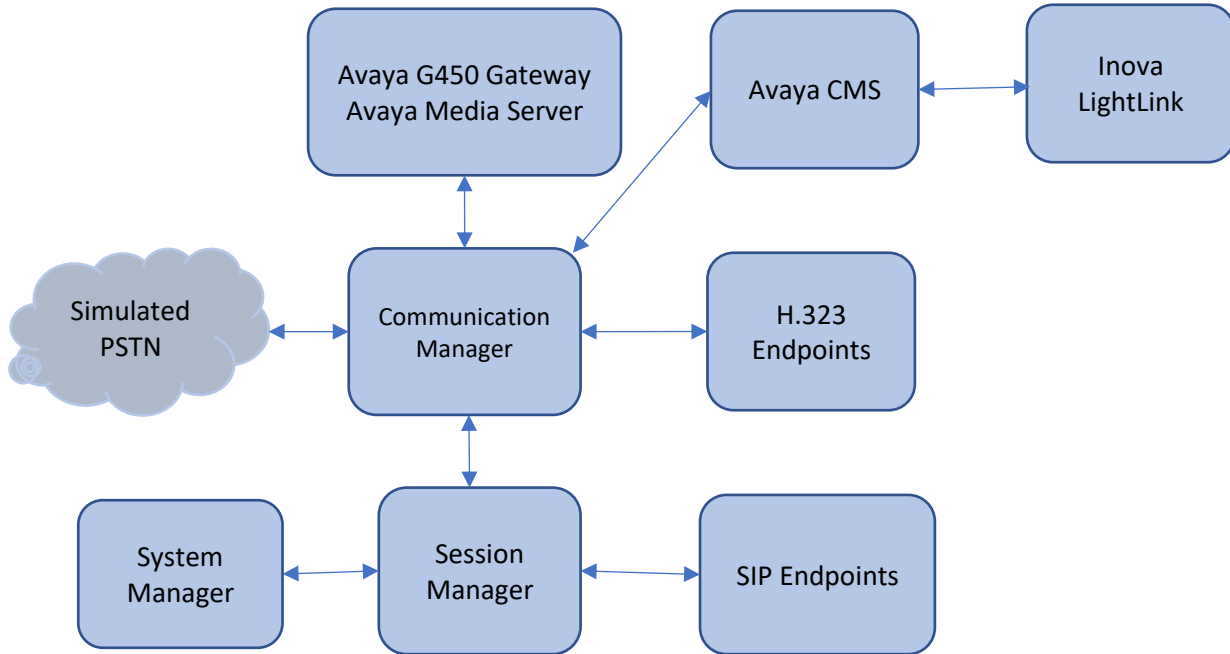 Avaya G450 Gateway
Avaya Media Server
Avaya CMS
Inova
LightLink
Simulated
PSTN
Communication
Manager
H.323
Endpoints
System
Manager
Session
Manager
SIP Endpoints